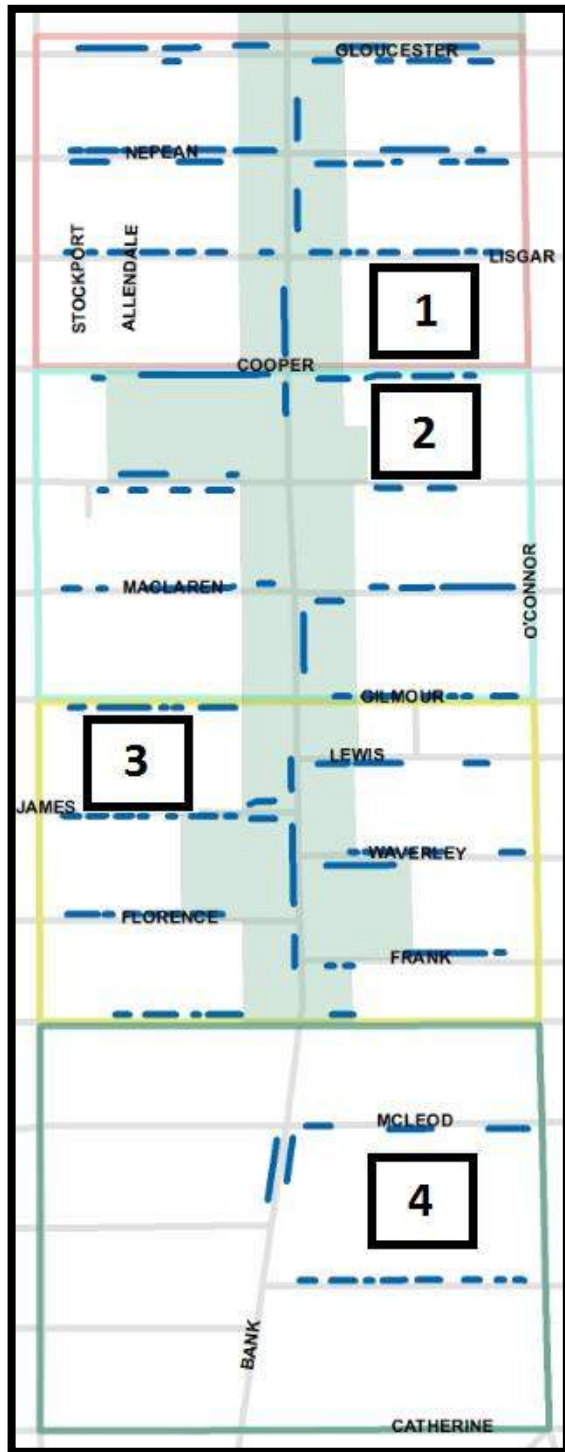 GLOUCESTER
NEPEAN
STOCKPORT
ALLENDALE
LISGAR
1
COOPER
2
MACLAREN
O'CONNOR
GILMOUR
3
LEWIS
JAMES
WAVERLEY
FLORENCE
FRANK
MCLEOD
4
BANK
CATHERINE